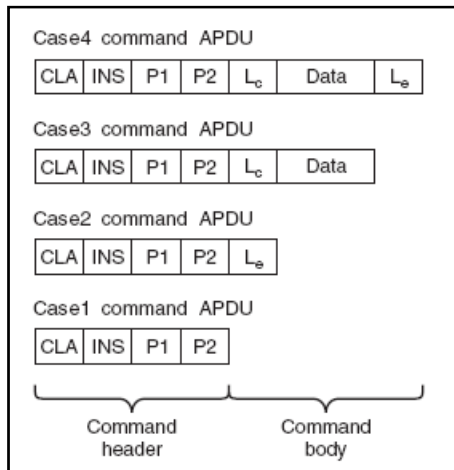 Case4 command APDU
CLA INS P1 P2 Lc Data Le
Case3 command APDU
CLA INS P1 P2 Lc Data
Case2 command APDU
CLA INS P1 P2 Le
Case1 command APDU
CLA INS P1 P2
Command Command
header body